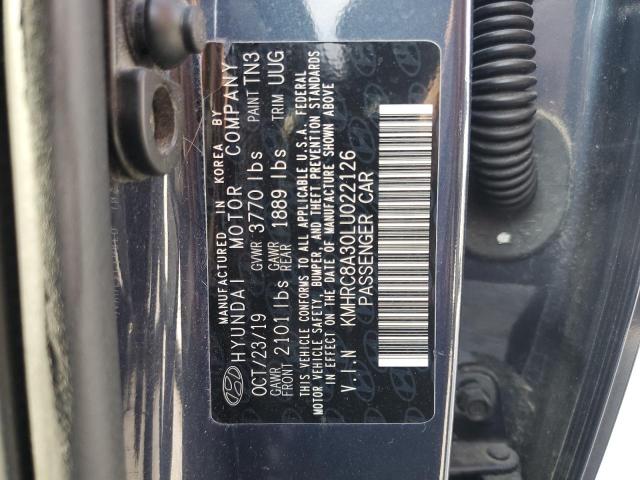 MANUFACTURED IN KOREA BY
HYUNDAI MOTOR COMPANY
OCT/23/19 GVWR 3770 lbs PAINT TN3
GAWR FRONT 2101 lbs GAWR REAR 1889 lbs TRIM UUG
THIS VEHICLE CONFORMS TO ALL APPLICABLE U.S.A. FEDERAL
MOTOR VEHICLE SAFETY, BUMPER, AND THEFT PREVENTION STANDARDS
IN EFFECT ON THE DATE OF MANUFACTURE SHOWN ABOVE
V.I.N KMHRC8A30LU022126
PASSENGER CAR